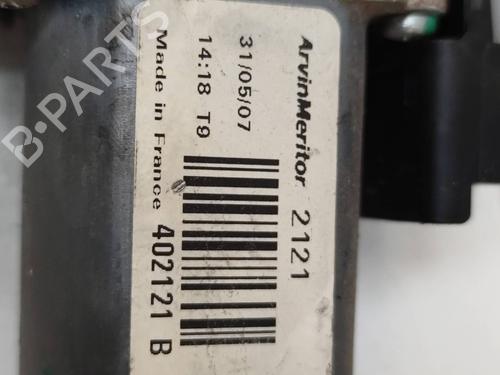 ArvinMeritor 2121
31/05/07
14:18 T9
Made in France 402121 B
B-PARTS